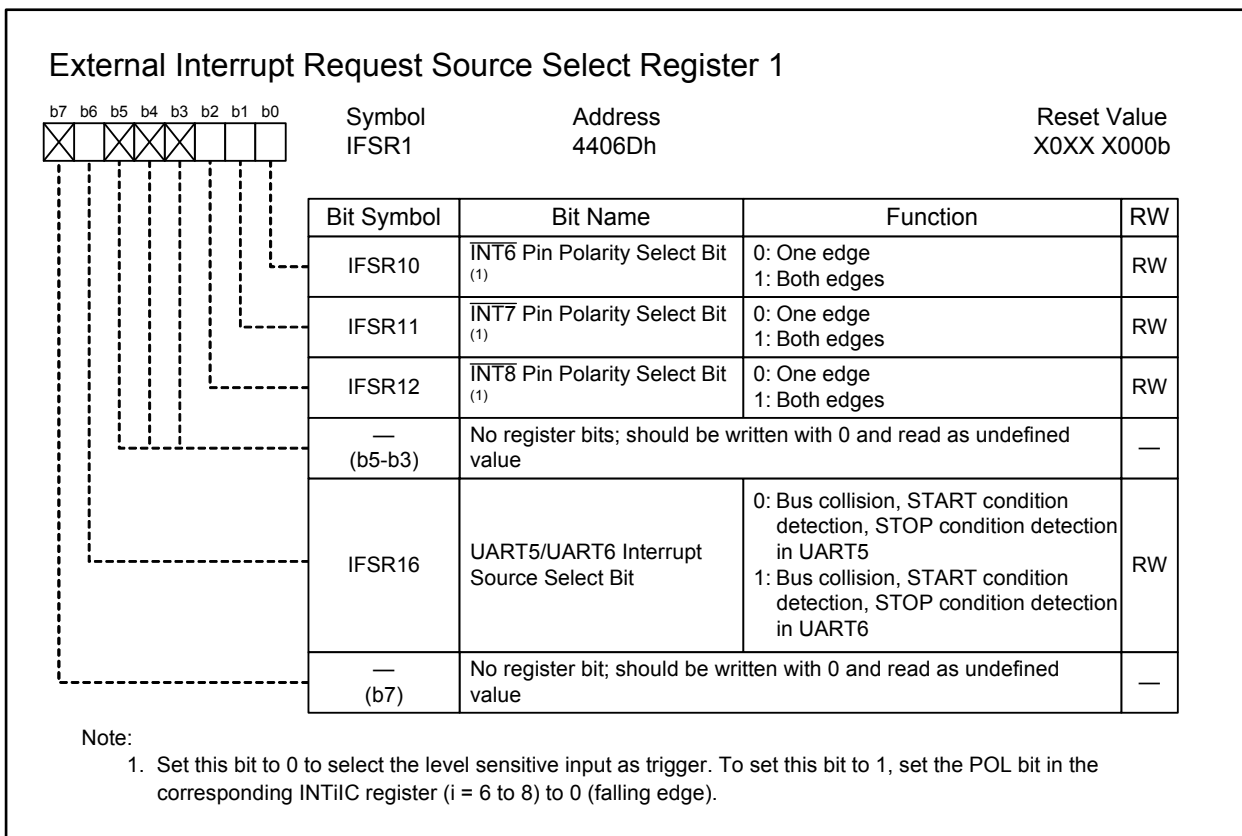 External Interrupt Request Source Select Register 1
b7 b6 b5 b4 b3 b2 b1 b0
Symbol Address Reset Value
IFSR1 4406Dh X0XX X000b
Bit Symbol Bit Name Function RW
IFSR10 INT6 Pin Polarity Select Bit (1) 0: One edge
1: Both edges RW
IFSR11 INT7 Pin Polarity Select Bit (1) 0: One edge
1: Both edges RW
IFSR12 INT8 Pin Polarity Select Bit (1) 0: One edge
1: Both edges RW
— (b5-b3) No register bits; should be written with 0 and read as undefined
value —
IFSR16 UART5/UART6 Interrupt
Source Select Bit
0: Bus collision, START condition
detection, STOP condition detection
in UART5
1: Bus collision, START condition
detection, STOP condition detection
in UART6
RW
— (b7) No register bit; should be written with 0 and read as undefined
value —
Note:
1. Set this bit to 0 to select the level sensitive input as trigger. To set this bit to 1, set the POL bit in the
corresponding INTiIC register (i = 6 to 8) to 0 (falling edge).